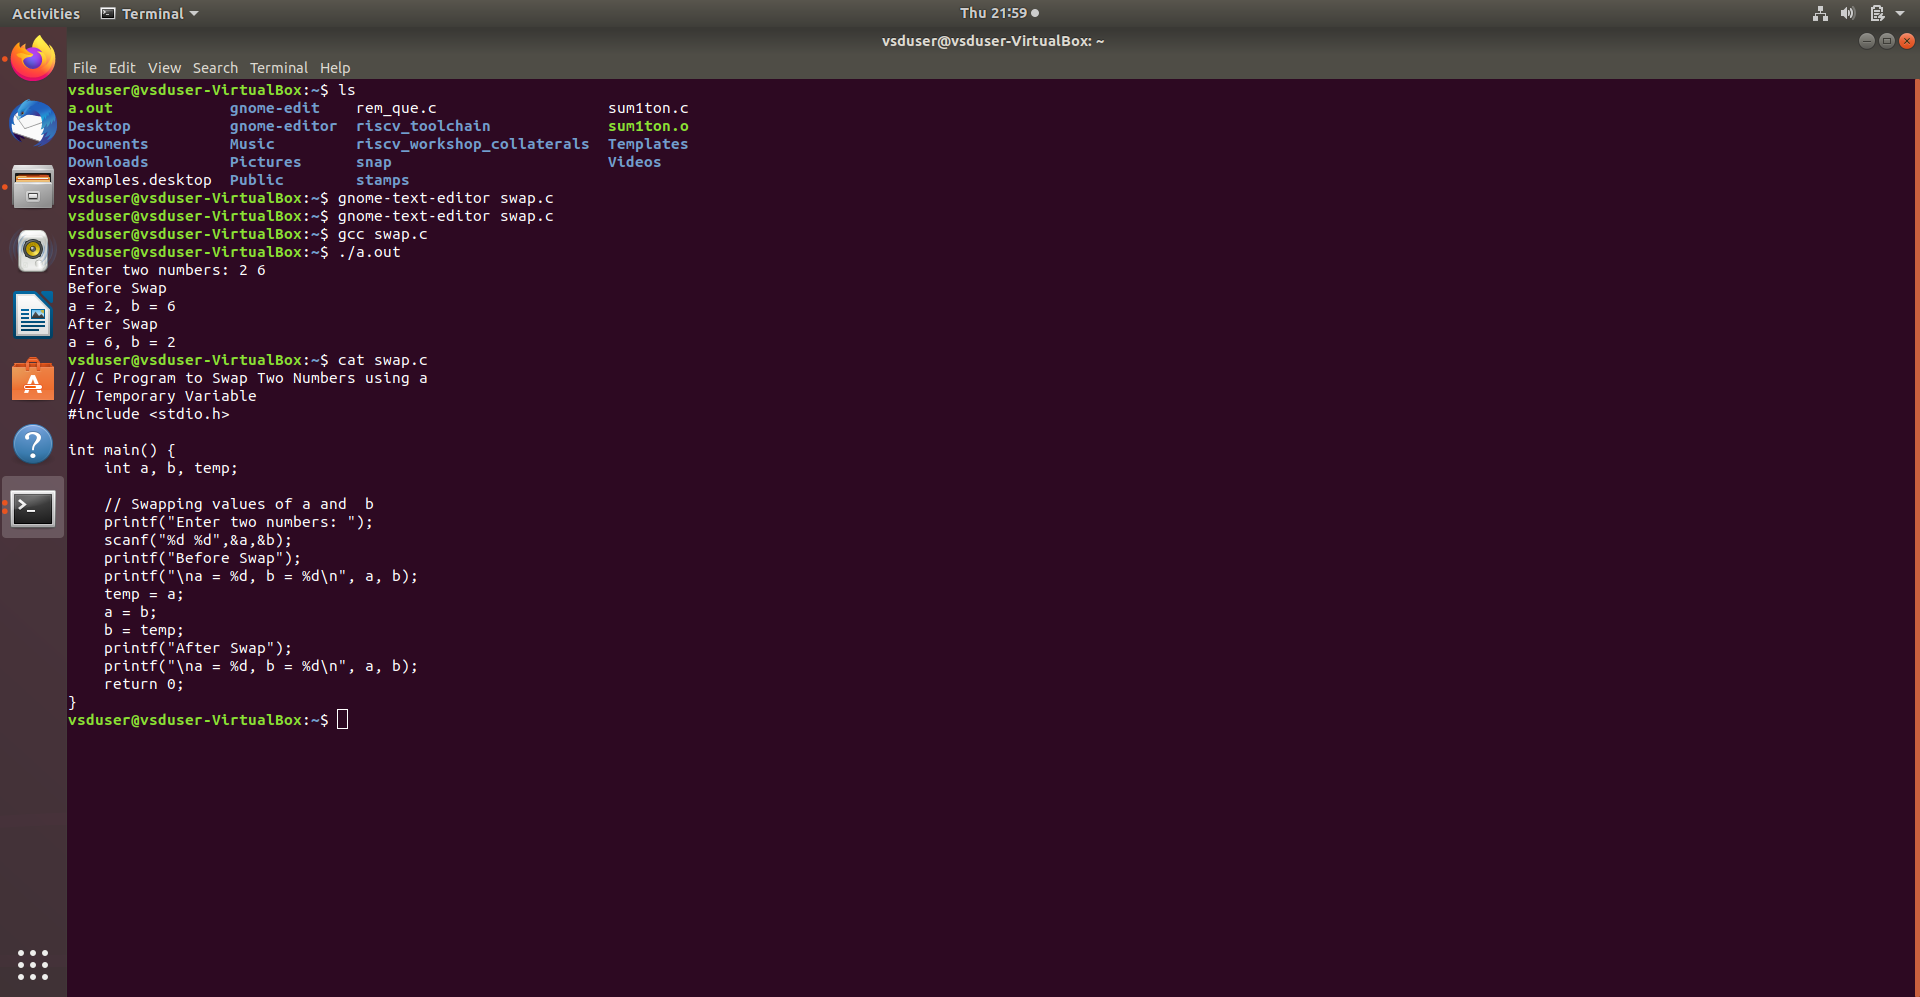 Activities Terminal Thu 21:59
vsduser@vsduser-VirtualBox: ~
File Edit View Search Terminal Help
vsduser@vsduser-VirtualBox:~$ ls
a.out             gnome-edit    rem_que.c                   sum1ton.c
Desktop           gnome-editor  riscv_toolchain             sum1ton.o
Documents         Music         riscv_workshop_collaterals  Templates
Downloads         Pictures      snap                        Videos
examples.desktop  Public        stamps
vsduser@vsduser-VirtualBox:~$ gnome-text-editor swap.c
vsduser@vsduser-VirtualBox:~$ gnome-text-editor swap.c
vsduser@vsduser-VirtualBox:~$ gcc swap.c
vsduser@vsduser-VirtualBox:~$ ./a.out
Enter two numbers: 2 6
Before Swap
a = 2, b = 6
After Swap
a = 6, b = 2
vsduser@vsduser-VirtualBox:~$ cat swap.c
// C Program to Swap Two Numbers using a
// Temporary Variable
#include <stdio.h>

int main() {
    int a, b, temp;

    // Swapping values of a and  b
    printf("Enter two numbers: ");
    scanf("%d %d",&a,&b);
    printf("Before Swap");
    printf("\na = %d, b = %d\n", a, b);
    temp = a;
    a = b;
    b = temp;
    printf("After Swap");
    printf("\na = %d, b = %d\n", a, b);
    return 0;
}
vsduser@vsduser-VirtualBox:~$